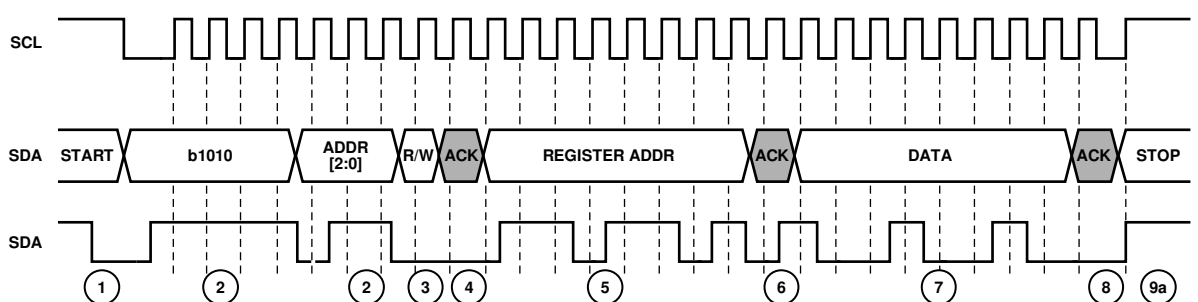 SCL
SDA START b1010 ADDR [2:0] R/W ACK REGISTER ADDR ACK DATA ACK STOP
SDA
1 2 2 3 4 5 6 7 8 9a